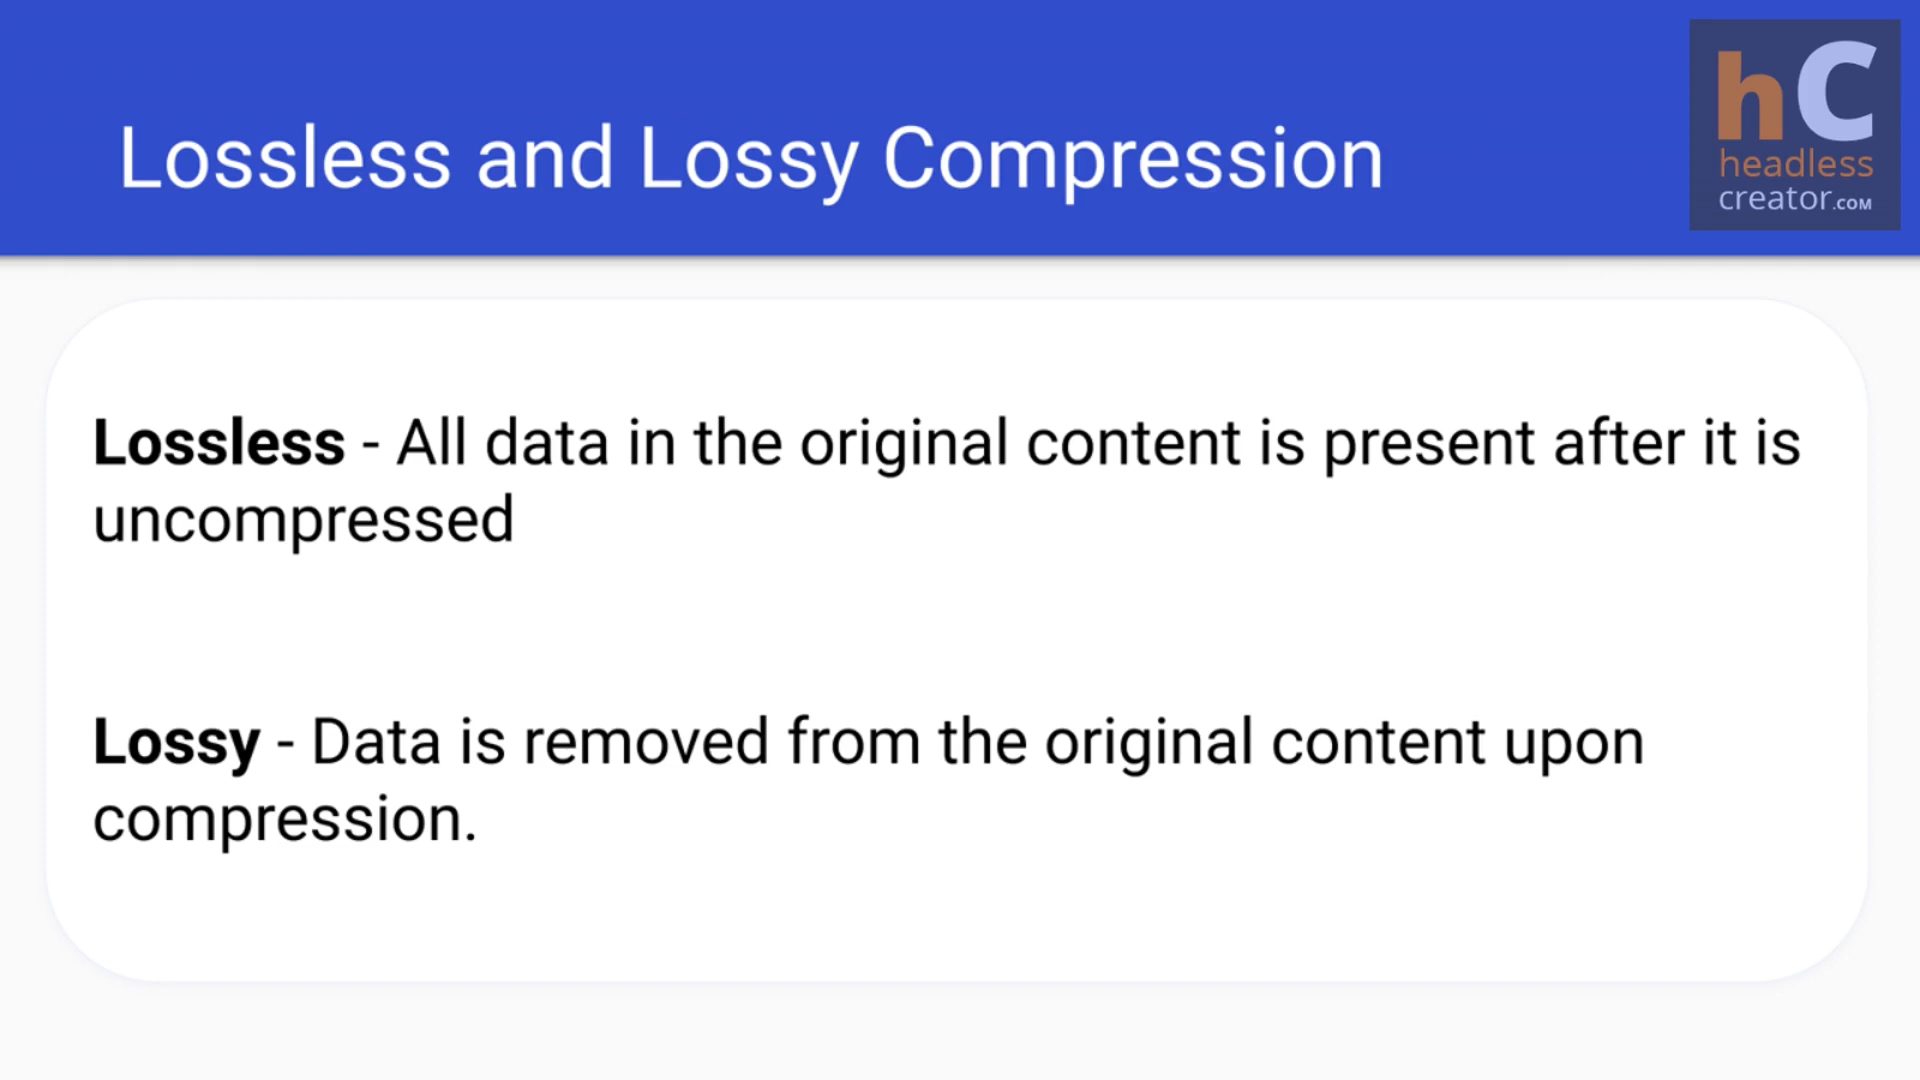 hC
headless
creator.COM
Lossless and Lossy Compression
Lossless - All data in the original content is present after it is
uncompressed
Lossy - Data is removed from the original content upon
compression.